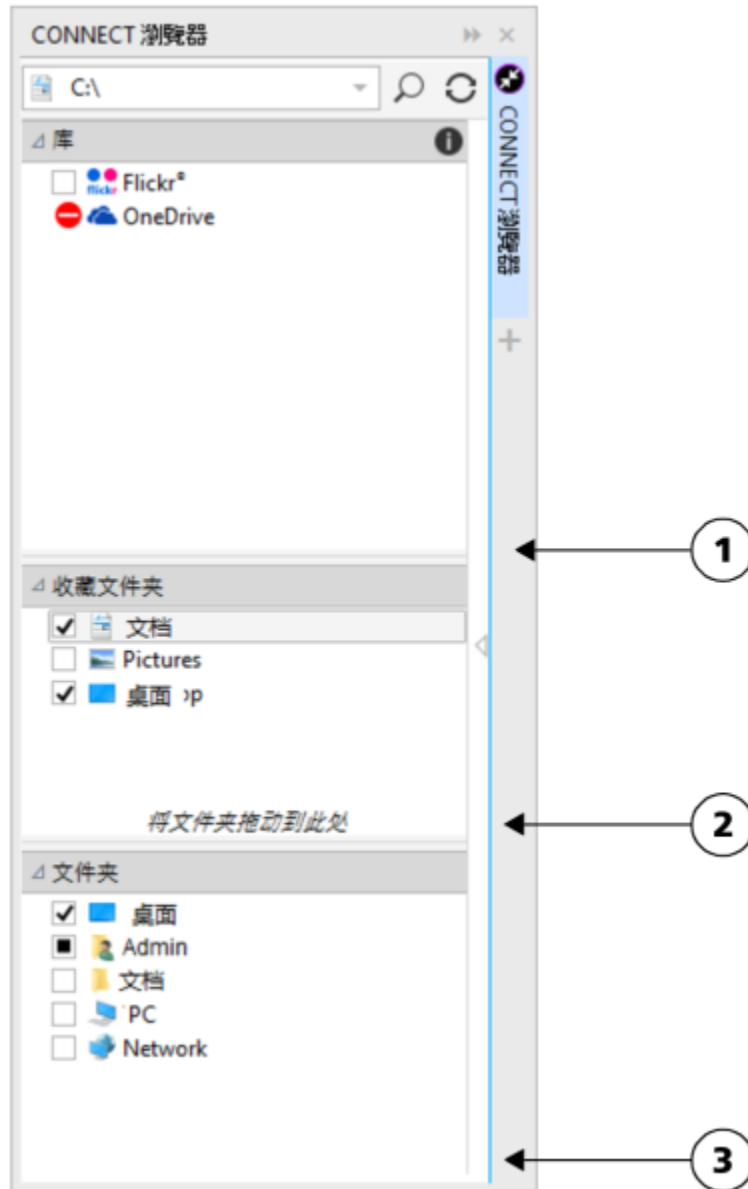 CONNECT 瀏覽器
C:\
库
flickr Flickr®
OneDrive
CONNECT 瀏覽器
收藏文件夹
文档
Pictures
桌面 op
将文件夹拖动到此处
文件夹
桌面
Admin
文档
PC
Network
1
2
3